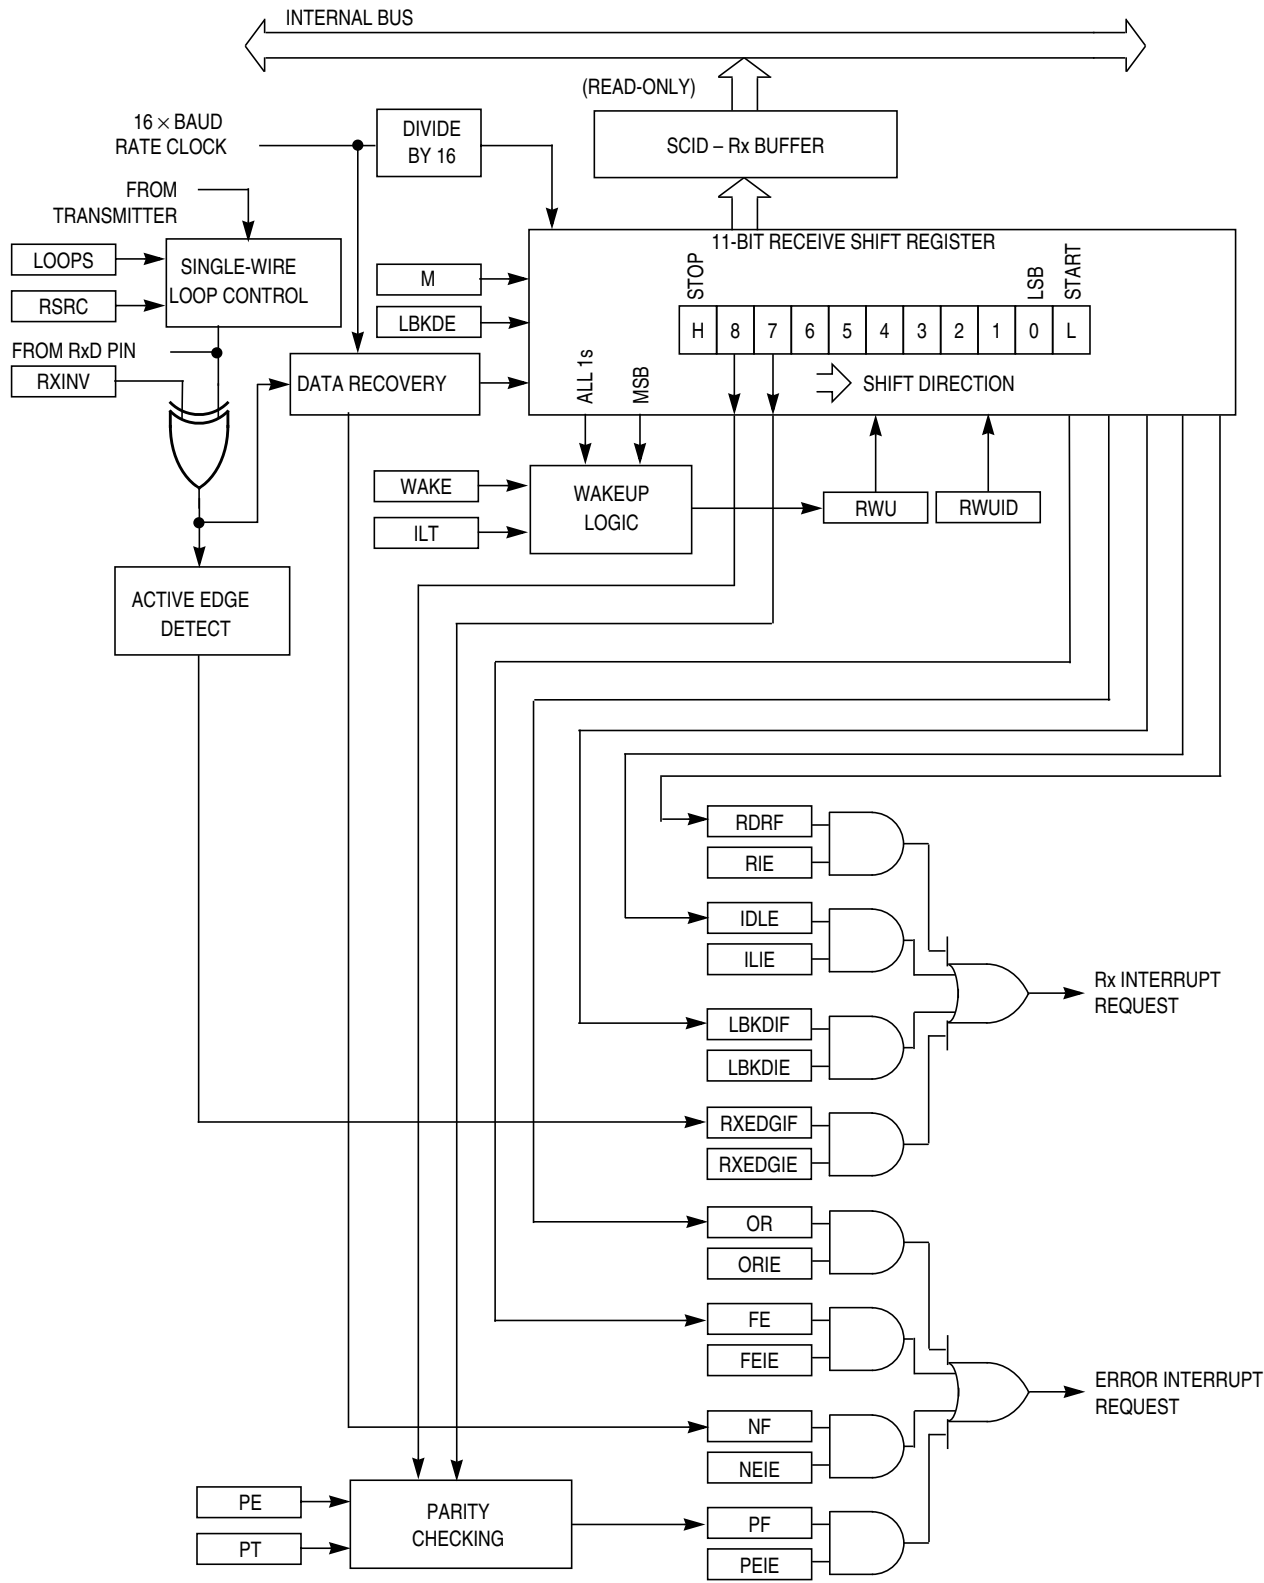 INTERNAL BUS
(READ-ONLY)
16 × BAUD
RATE CLOCK
DIVIDE
BY 16
SCID – Rx BUFFER
FROM
TRANSMITTER
LOOPS
RSRC
SINGLE-WIRE
LOOP CONTROL
11-BIT RECEIVE SHIFT REGISTER
M
LBKDE
STOP
LSB
START
H 8 7 6 5 4 3 2 1 0 L
FROM RxD PIN
RXINV
DATA RECOVERY
ALL 1s
MSB
SHIFT DIRECTION
WAKE
ILT
WAKEUP
LOGIC
RWU
RWUID
ACTIVE EDGE
DETECT
RDRF
RIE
IDLE
ILIE
Rx INTERRUPT
REQUEST
LBKDIF
LBKDIE
RXEDGIF
RXEDGIE
OR
ORIE
FE
FEIE
ERROR INTERRUPT
REQUEST
NF
NEIE
PE
PT
PARITY
CHECKING
PF
PEIE